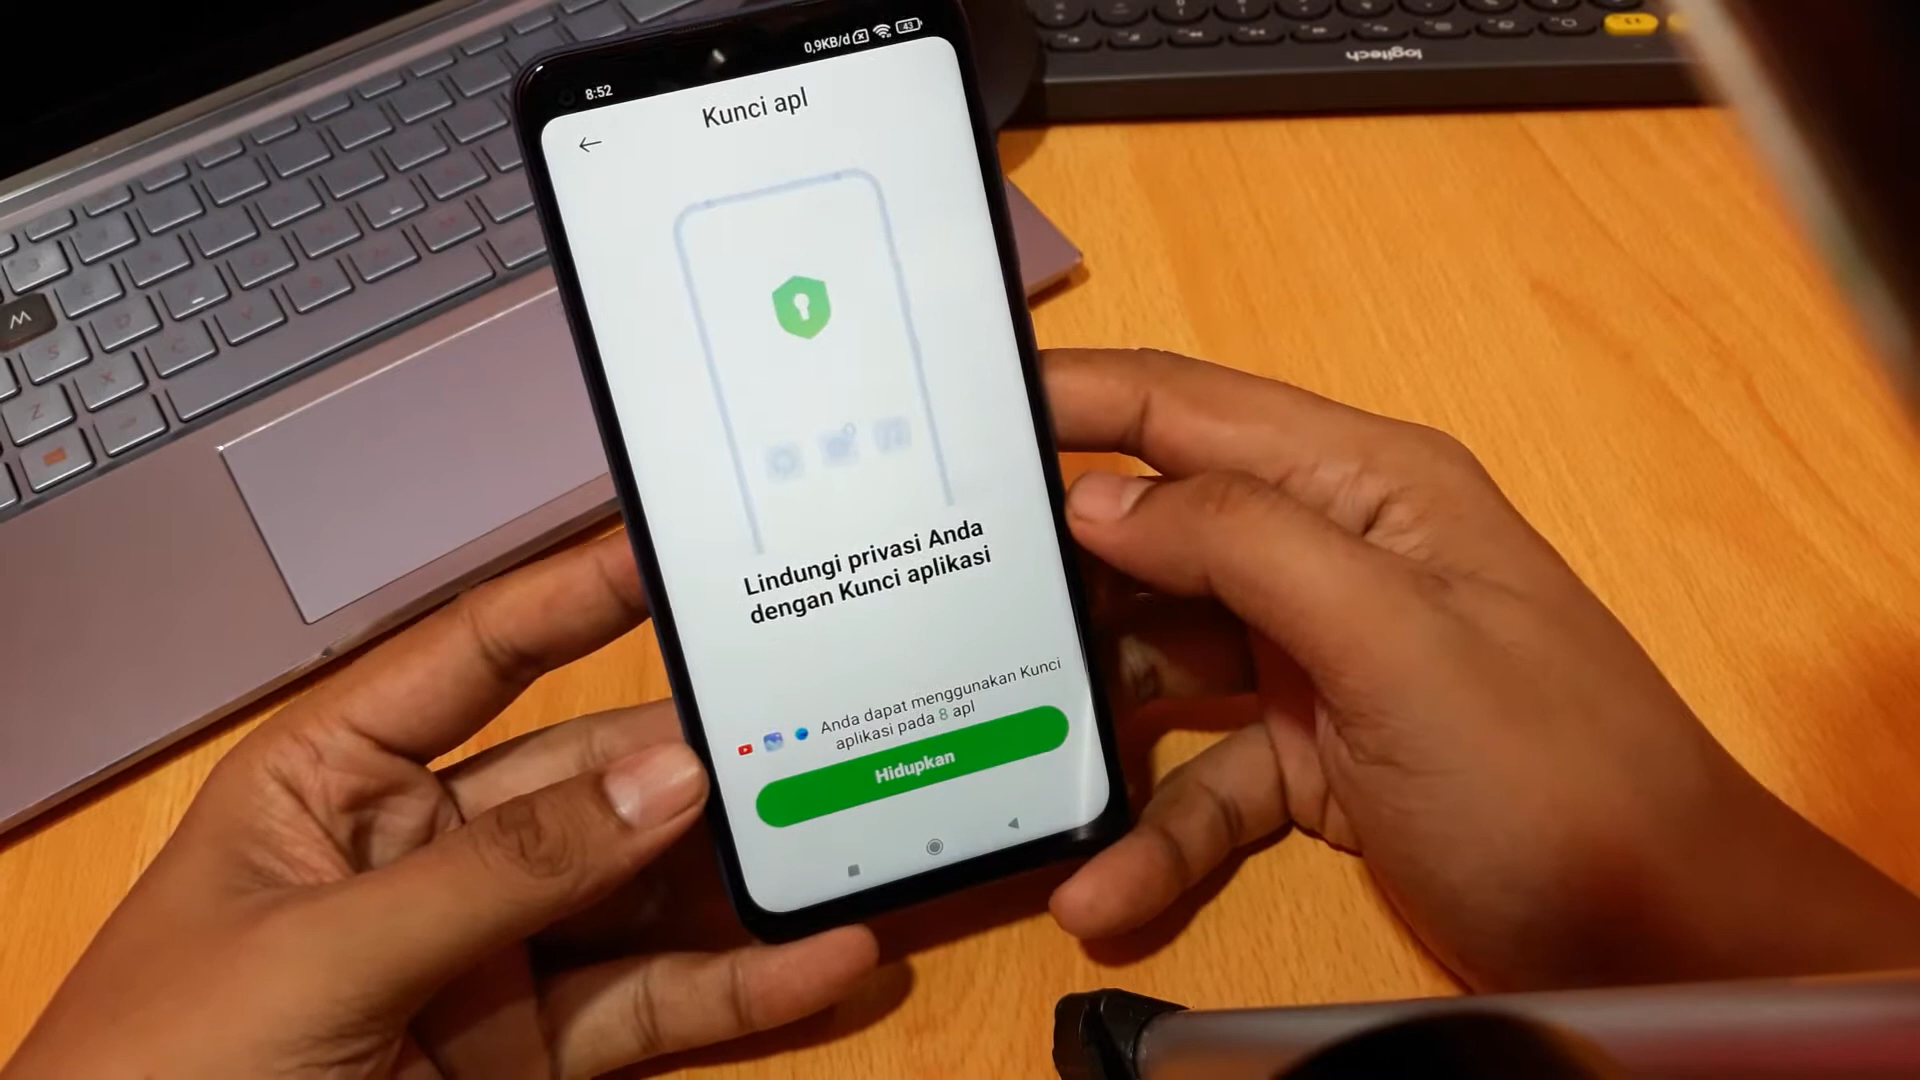 8:52
0,9KB/d
43
Kunci apl
Lindungi privasi Anda
dengan Kunci aplikasi
Anda dapat menggunakan Kunci
aplikasi pada 8 apl
Hidupkan
logitech
W
S
X
Z